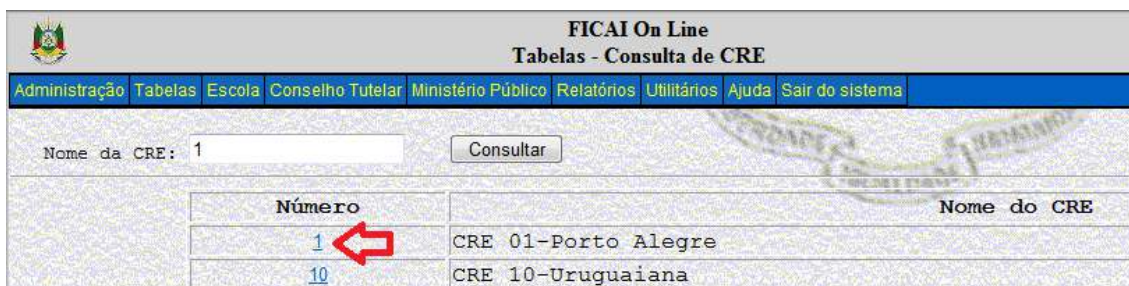 FICAI On Line
Tabelas - Consulta de CRE
Administração Tabelas Escola Conselho Tutelar Ministério Público Relatórios Utilitários Ajuda Sair do sistema
Nome da CRE: 1 Consultar
Número Nome do CRE
1 CRE 01-Porto Alegre
10 CRE 10-Uruguaiana